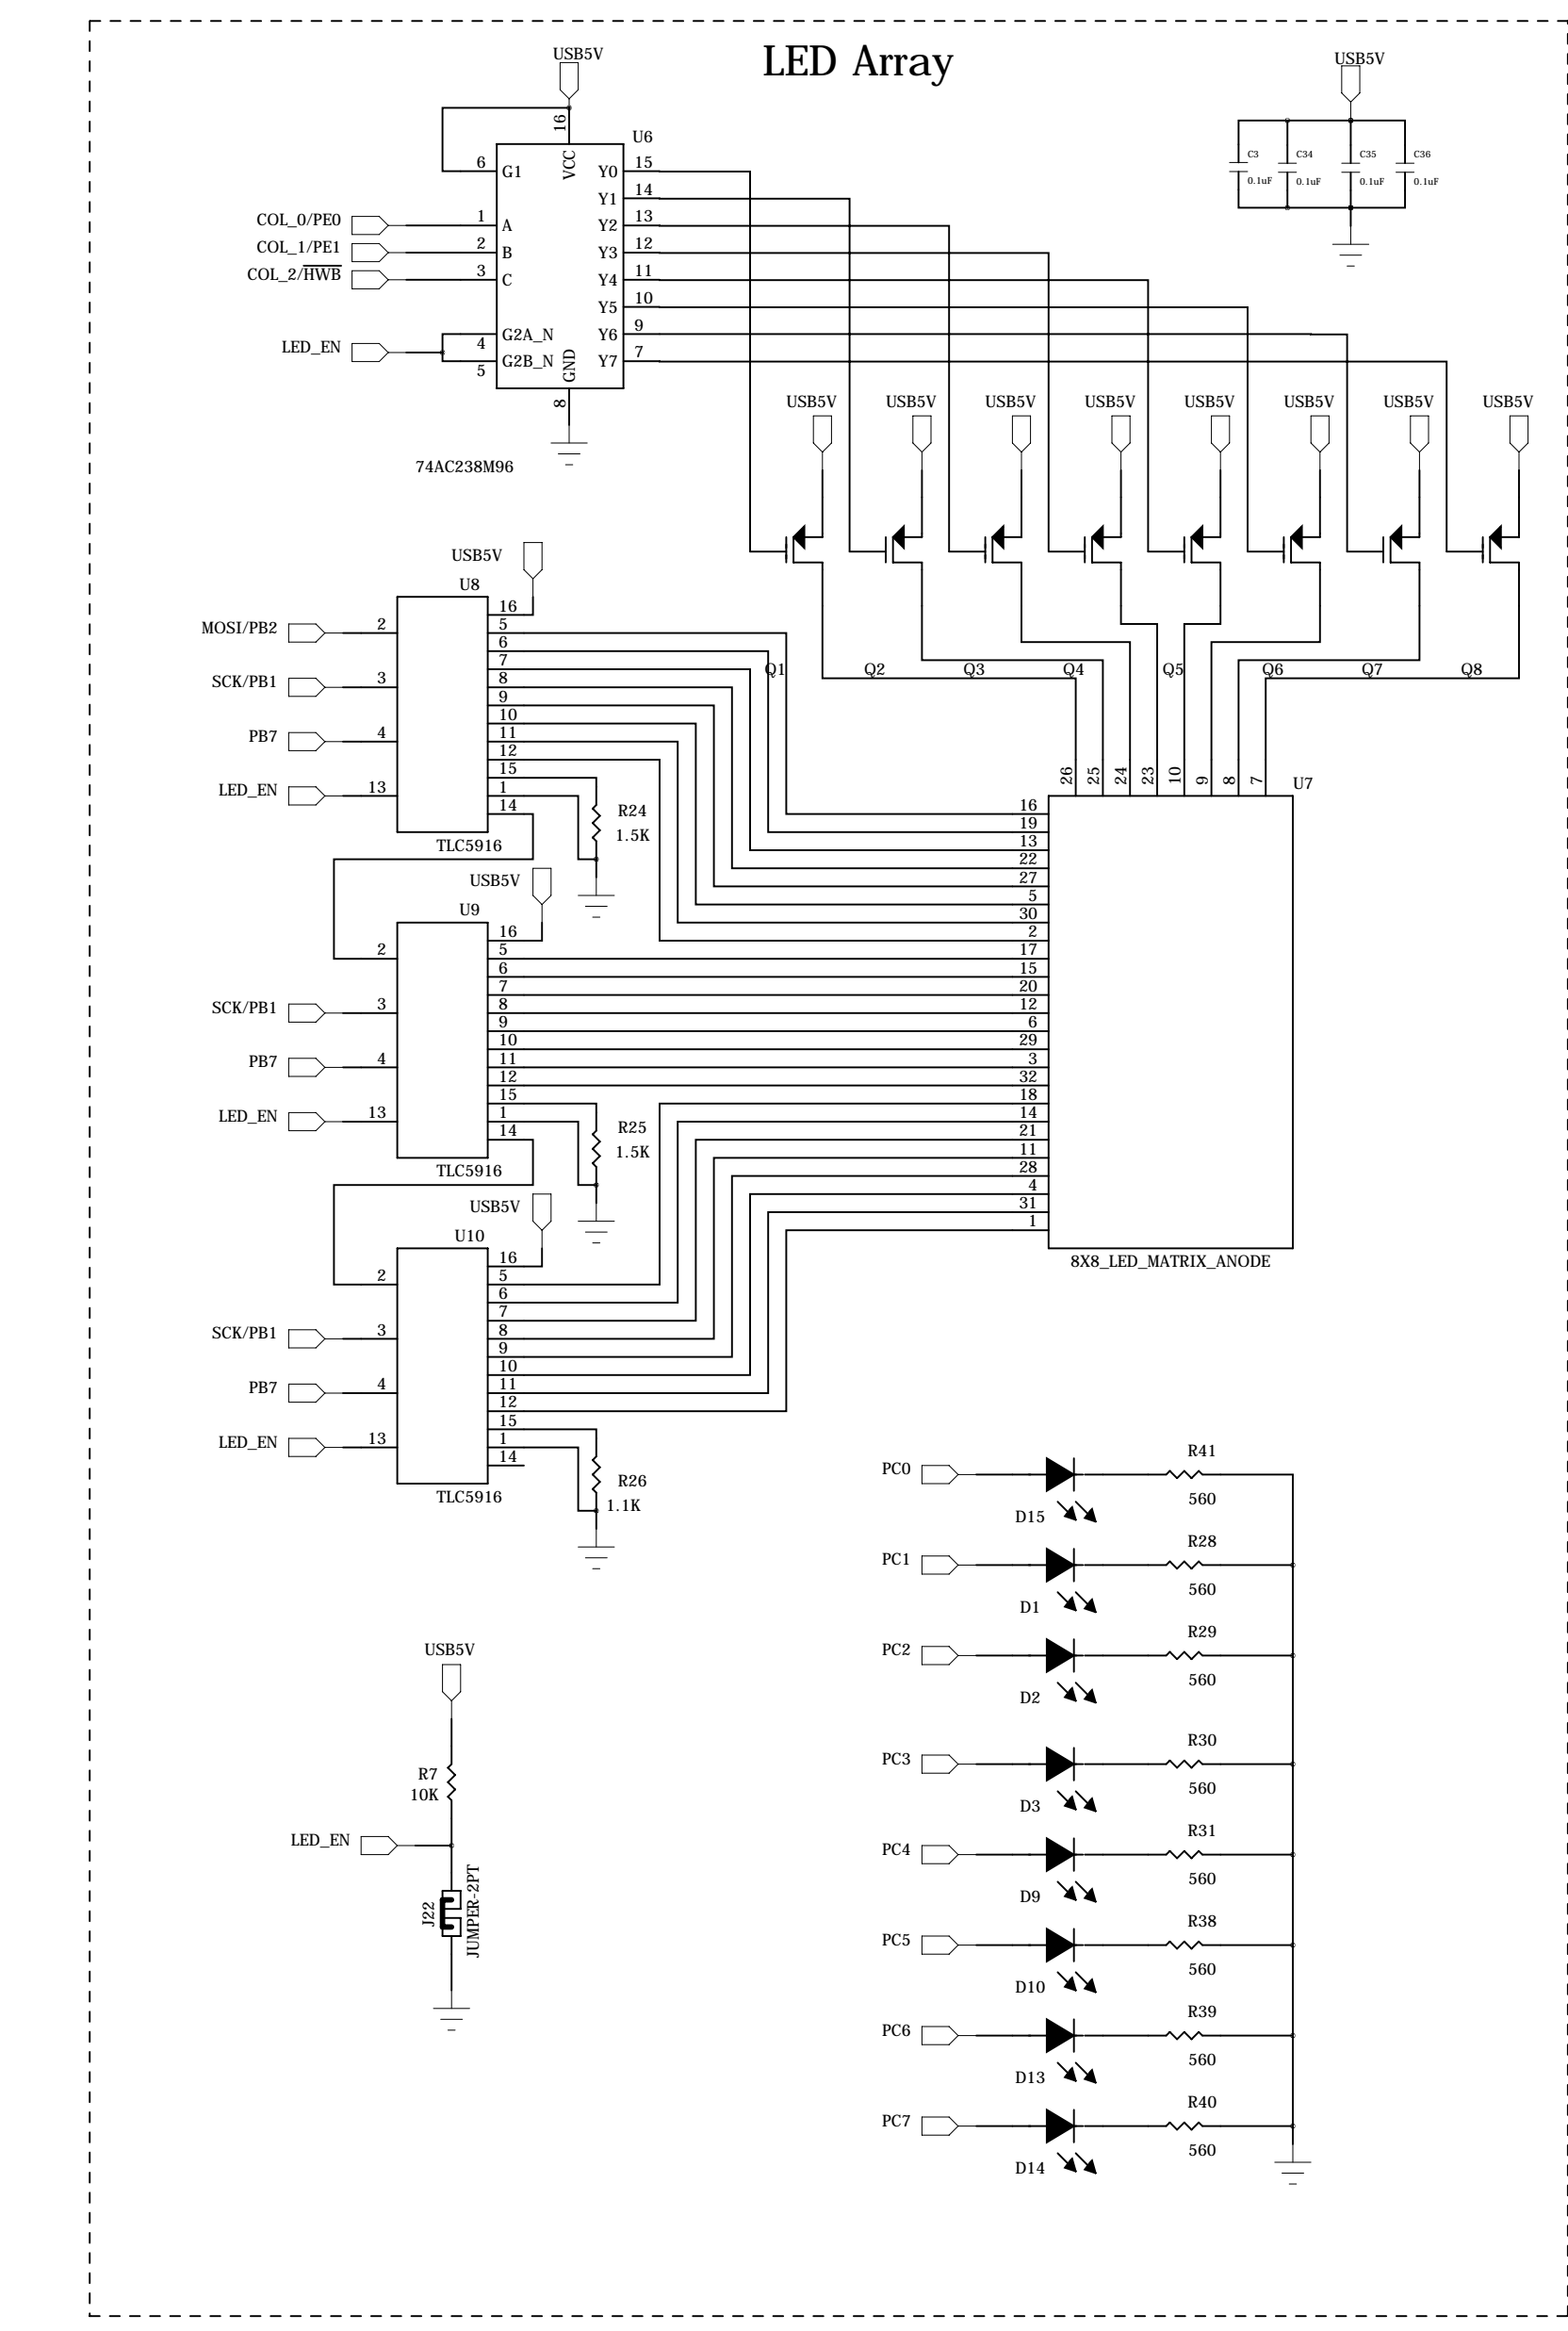 LED Array
USB5V
USB5V
16
U6
VCC
6 G1 Y0 15
Y1 14
COL_0/PE0 1 A Y2 13
COL_1/PE1 2 B Y3 12
COL_2/HWB 3 C Y4 11
Y5 10
G2A_N Y6 9
LED_EN 4
G2B_N Y7 7
5 GND
8
74AC238M96
C3 C34 C35 C36
0.1uF 0.1uF 0.1uF 0.1uF
USB5V USB5V USB5V USB5V USB5V USB5V USB5V USB5V
Q1 Q2 Q3 Q4 Q5 Q6 Q7 Q8
USB5V
U8
16
MOSI/PB2 2 5
6
7
SCK/PB1 3 8
9
10
PB7 4 11
12
15
LED_EN 13 1
14
R24
1.5K
TLC5916
26 25 24 23 10 9 8 7
U7
16
19
13
22
27
5
30
2
17
15
20
12
6
29
3
32
18
14
21
11
28
4
31
1
8X8_LED_MATRIX_ANODE
USB5V
U9
16
2 5
6
7
SCK/PB1 3 8
9
10
PB7 4 11
12
15
LED_EN 13 1
14
R25
1.5K
TLC5916
USB5V
U10
16
2 5
6
7
SCK/PB1 3 8
9
10
PB7 4 11
12
15
LED_EN 13 1
14
R26
1.1K
TLC5916
PC0 R41
D15 560
PC1 R28
D1 560
PC2 R29
D2 560
PC3 R30
D3 560
PC4 R31
D9 560
PC5 R38
D10 560
PC6 R39
D13 560
PC7 R40
D14 560
USB5V
R7
10K
LED_EN
J22
JUMPER-2PT